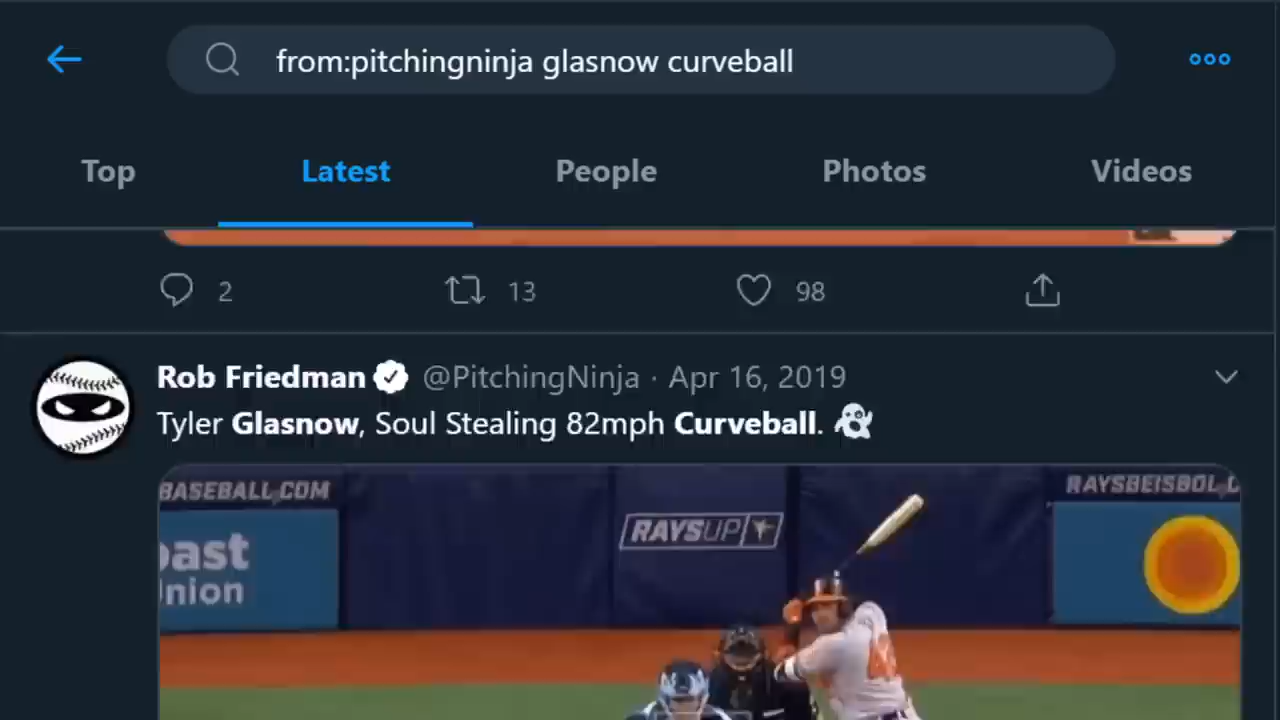 from:pitchingninja glasnow curveball
Top Latest People Photos Videos
2 13 98
Rob Friedman @PitchingNinja · Apr 16, 2019
Tyler Glasnow, Soul Stealing 82mph Curveball. 👻
BASEBALL.COM
RAYSBEISBOL.C
RAYSUP
oast
nion